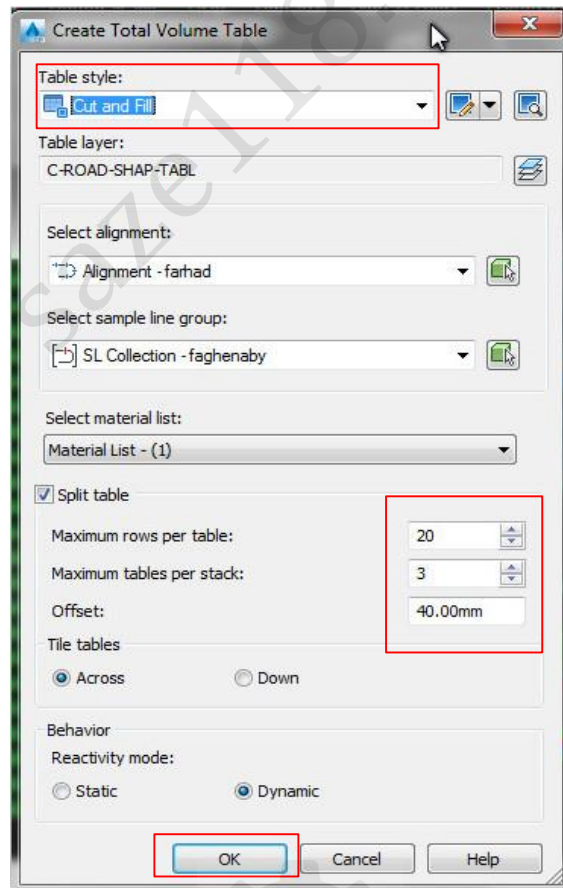 Create Total Volume Table
Table style:
Cut and Fill
Table layer:
C-ROAD-SHAP-TABL
Select alignment:
Alignment - farhad
Select sample line group:
SL Collection - faghenaby
Select material list:
Material List - (1)
Split table
Maximum rows per table: 20
Maximum tables per stack: 3
Offset: 40.00mm
Tile tables
Across Down
Behavior
Reactivity mode:
Static Dynamic
OK Cancel Help
saze118.